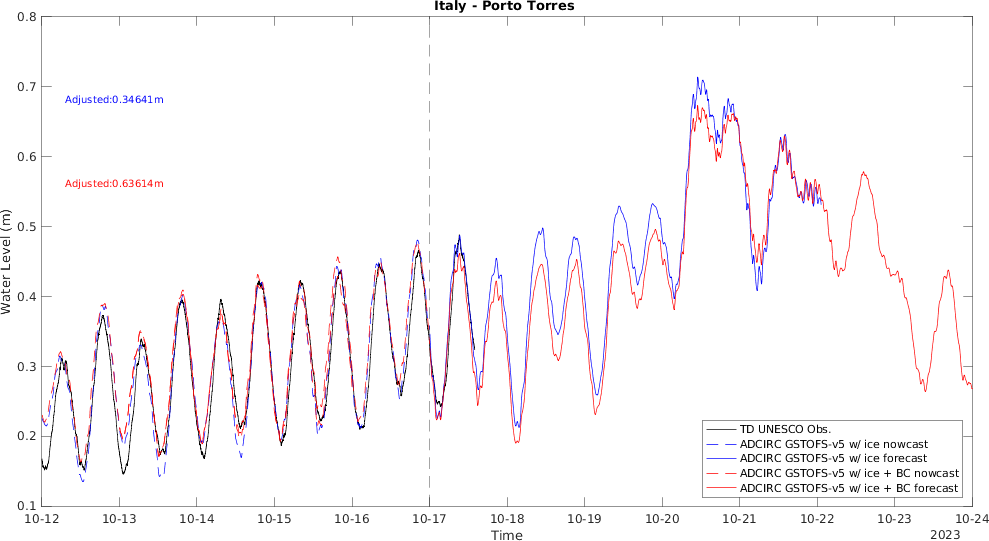 Italy - Porto Torres
0.8
0.7
0.6
0.5
0.4
0.3
0.2
0.1
Water Level (m)
Adjusted:0.34641m
Adjusted:0.63614m
TD UNESCO Obs.
ADCIRC GSTOFS-v5 w/ ice nowcast
ADCIRC GSTOFS-v5 w/ ice forecast
ADCIRC GSTOFS-v5 w/ ice + BC nowcast
ADCIRC GSTOFS-v5 w/ ice + BC forecast
10-12 10-13 10-14 10-15 10-16 10-17 10-18 10-19 10-20 10-21 10-22 10-23 10-24
Time
2023